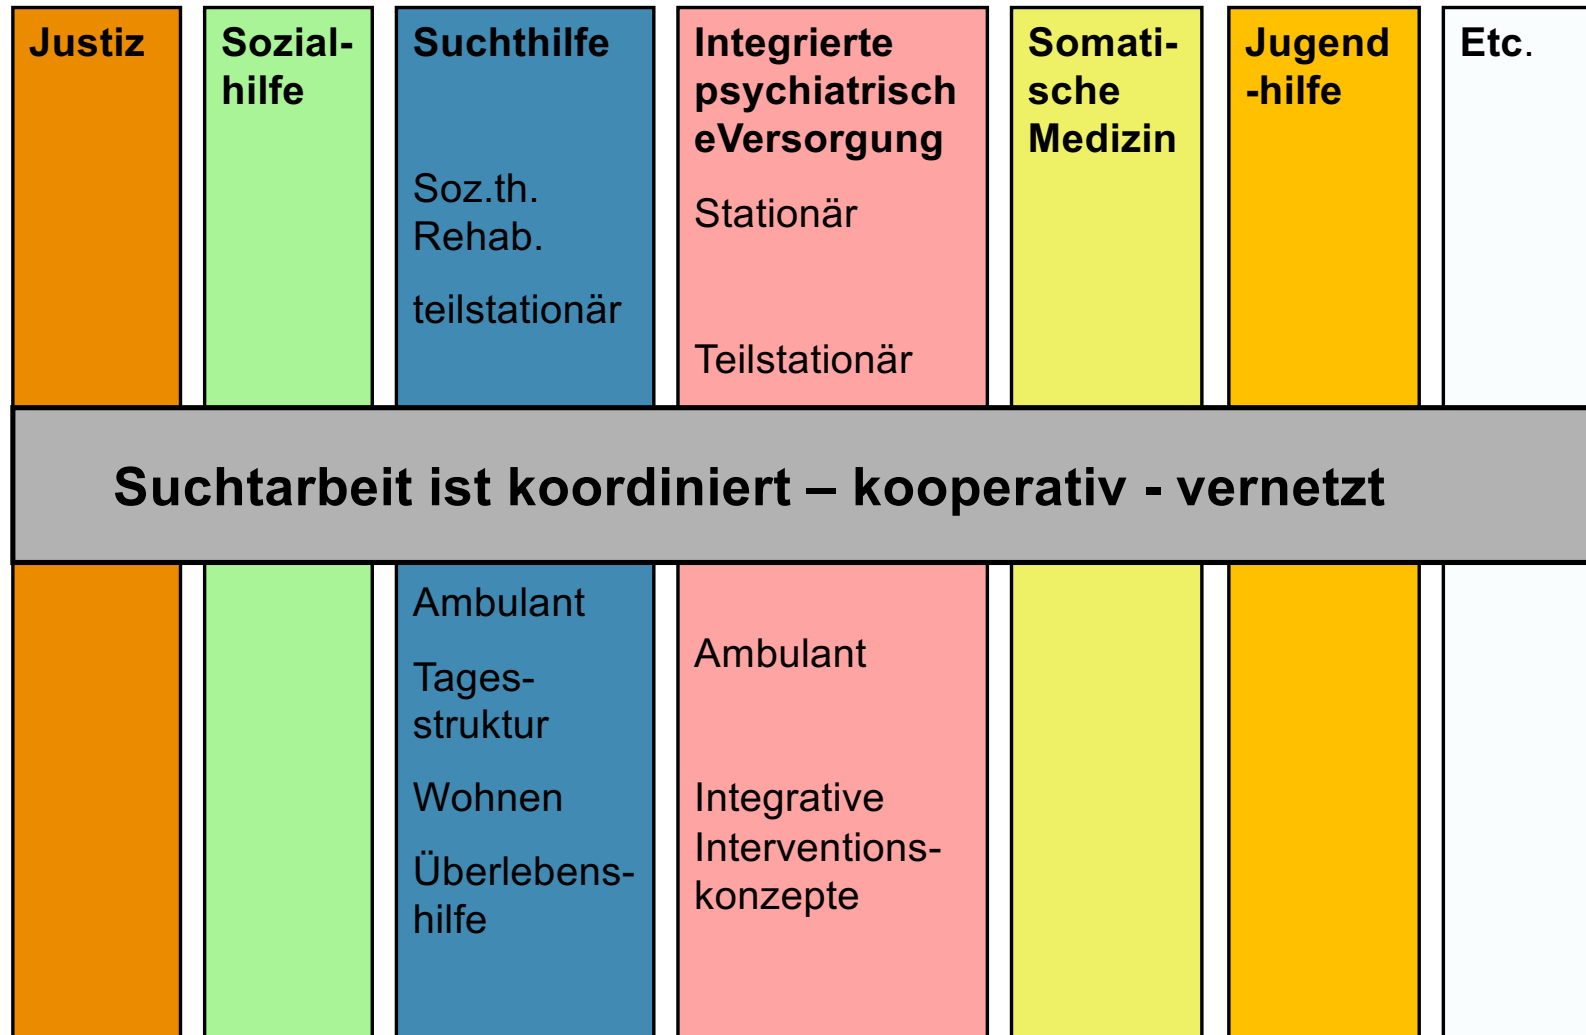 Justiz
Sozial-
hilfe
Suchthilfe
Soz.th.
Rehab.
teilstationär
Integrierte
psychiatrisch
eVersorgung
Stationär
Teilstationär
Somati-
sche
Medizin
Jugend
-hilfe
Etc.
Suchtarbeit ist koordiniert – kooperativ - vernetzt
Ambulant
Tages-
struktur
Wohnen
Überlebens-
hilfe
Ambulant
Integrative
Interventions-
konzepte